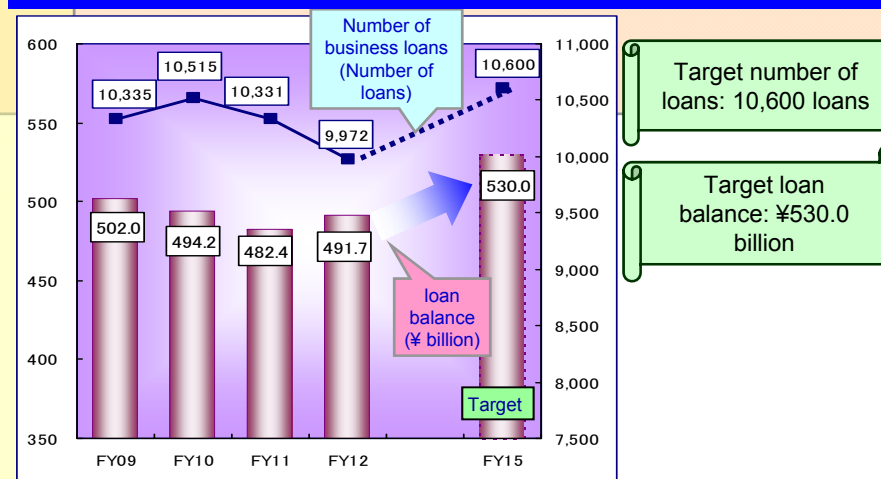 Number of
business loans
(Number of
loans)
600
550
500
450
400
350
11,000
10,500
10,000
9,500
9,000
8,500
8,000
7,500
10,335
10,515
10,331
9,972
10,600
502.0
494.2
482.4
491.7
530.0
loan
balance
(¥ billion)
Target
FY09
FY10
FY11
FY12
FY15
Target number of
loans: 10,600 loans
Target loan
balance: ¥530.0
billion